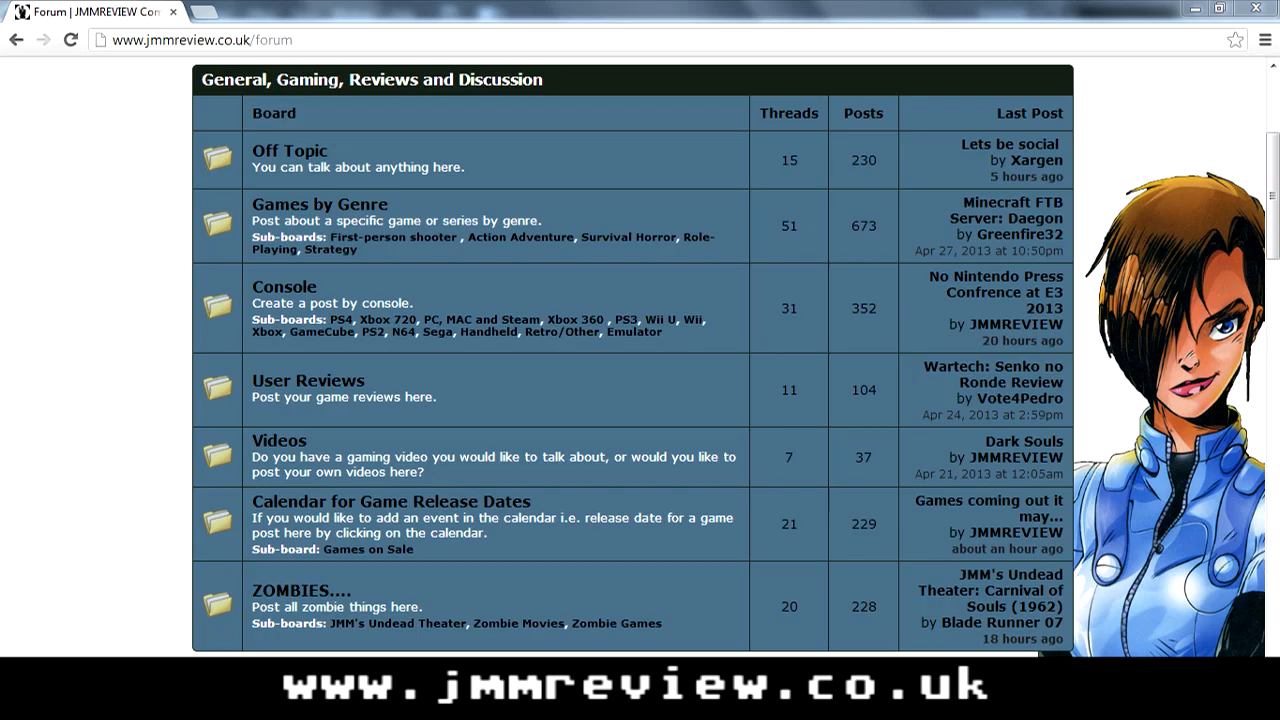 Forum | JMMREVIEW Com
www.jmmreview.co.uk/forum
General, Gaming, Reviews and Discussion
Board Threads Posts Last Post
Off Topic
You can talk about anything here.
15 230
Lets be social
by Xargen
5 hours ago
Games by Genre
Post about a specific game or series by genre.
Sub-boards: First-person shooter , Action Adventure, Survival Horror, Role-
Playing, Strategy
51 673
Minecraft FTB
Server: Daegon
by Greenfire32
Apr 27, 2013 at 10:50pm
Console
Create a post by console.
Sub-boards: PS4, Xbox 720, PC, MAC and Steam, Xbox 360 , PS3, Wii U, Wii,
Xbox, GameCube, PS2, N64, Sega, Handheld, Retro/Other, Emulator
31 352
No Nintendo Press
Confrence at E3
2013
by JMMREVIEW
20 hours ago
User Reviews
Post your game reviews here.
11 104
Wartech: Senko no
Ronde Review
by Vote4Pedro
Apr 24, 2013 at 2:59pm
Videos
Do you have a gaming video you would like to talk about, or would you like to
post your own videos here?
7 37
Dark Souls
by JMMREVIEW
Apr 21, 2013 at 12:05am
Calendar for Game Release Dates
If you would like to add an event in the calendar i.e. release date for a game
post here by clicking on the calendar.
Sub-board: Games on Sale
21 229
Games coming out it
may...
by JMMREVIEW
about an hour ago
ZOMBIES....
Post all zombie things here.
Sub-boards: JMM's Undead Theater, Zombie Movies, Zombie Games
20 228
JMM's Undead
Theater: Carnival of
Souls (1962)
by Blade Runner 07
18 hours ago
www.jmmreview.co.uk